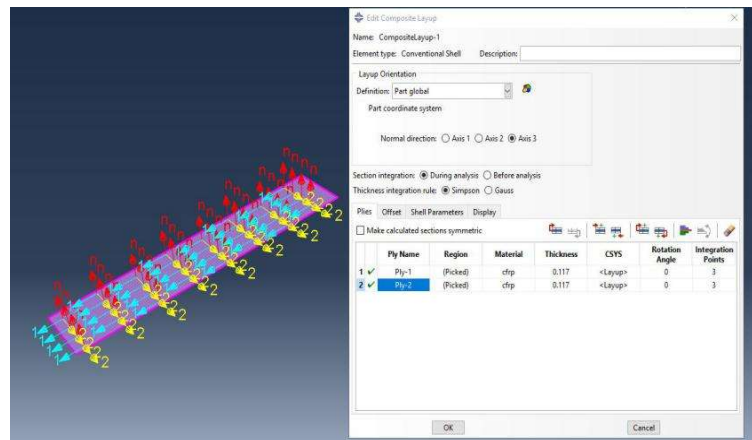 Edit Composite Layup
Name: CompositeLayup-1
Element type: Conventional Shell Description:
Layup Orientation
Definition: Part global
Part coordinate system
Normal direction: Axis 1 Axis 2 Axis 3
Section integration: During analysis Before analysis
Thickness integration rule: Simpson Gauss
Plies Offset Shell Parameters Display
Make calculated sections symmetric
Ply Name Region Material Thickness CSYS Rotation Angle Integration Points
1 Ply-1 (Picked) cfrp 0.117 <Layup> 0 3
2 Ply-2 (Picked) cfrp 0.117 <Layup> 0 3
OK Cancel